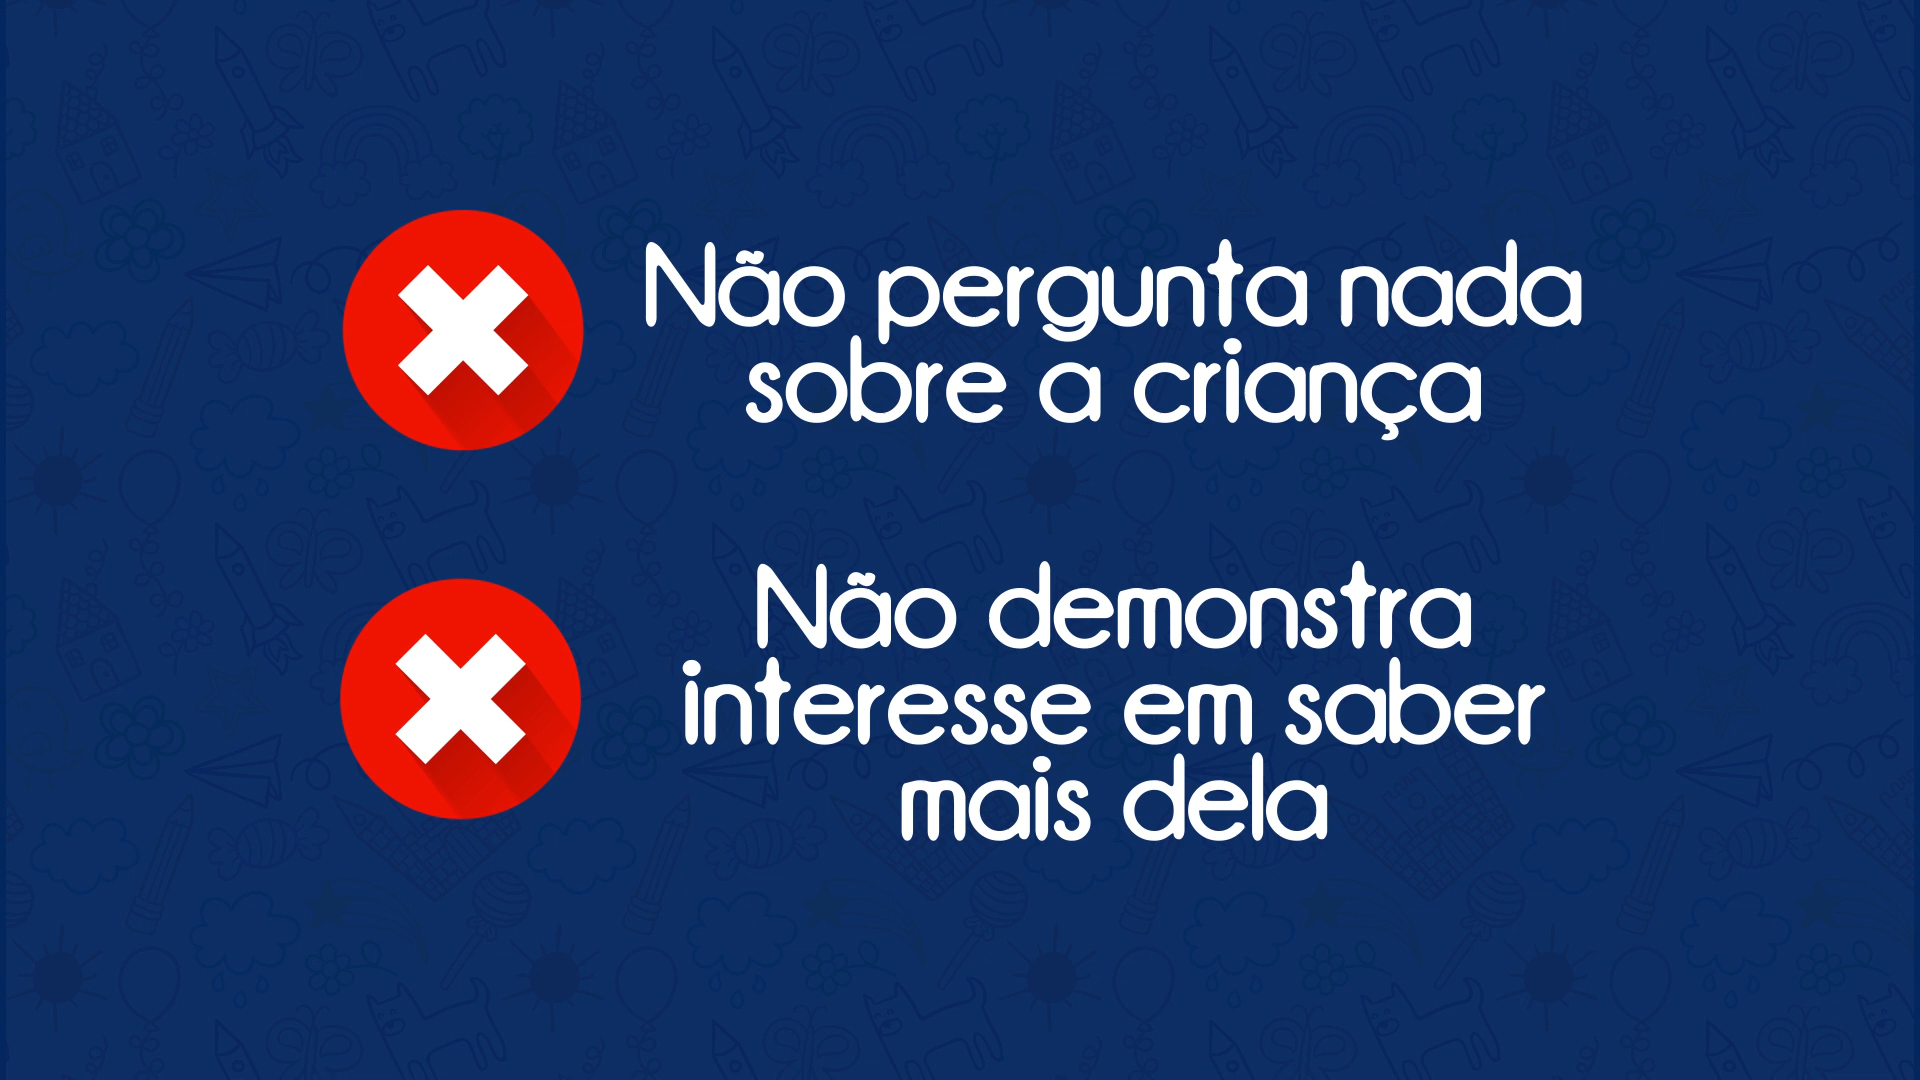 Não pergunta nada
sobre a criança
Não demonstra
interesse em saber
mais dela